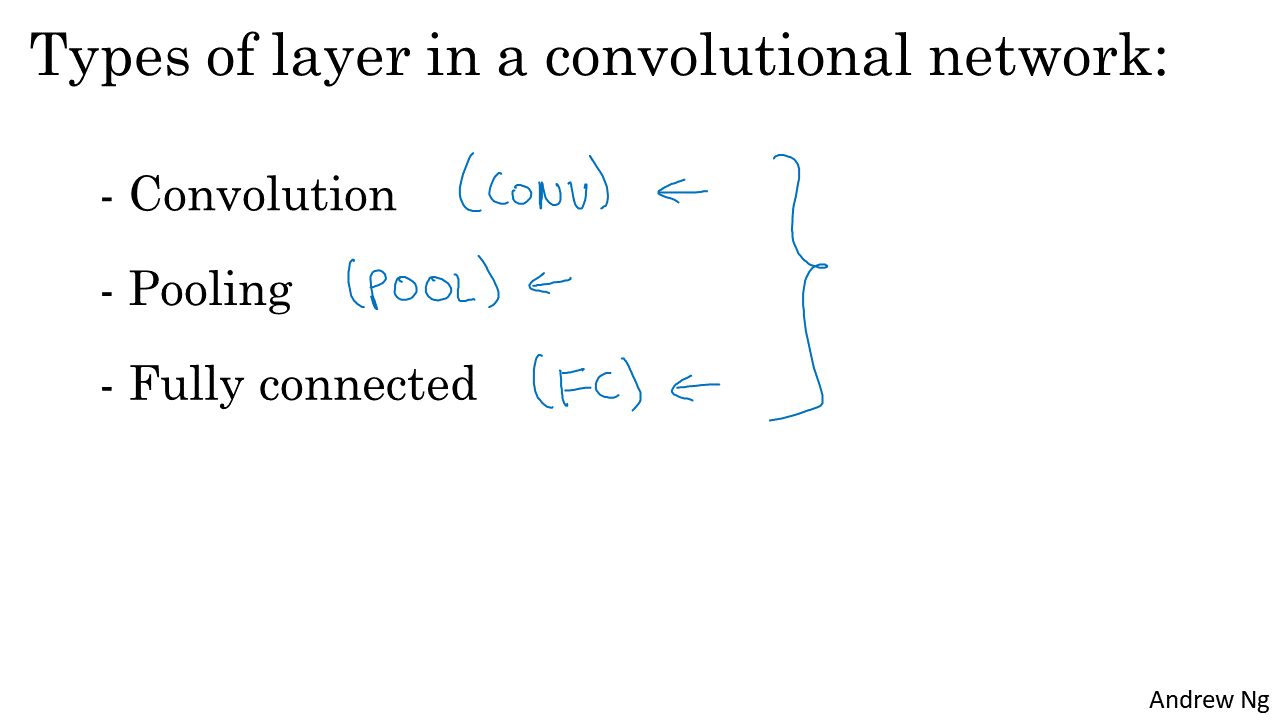 Types of layer in a convolutional network:
- Convolution (CONV) ←
- Pooling (POOL) ←
- Fully connected (FC) ←
Andrew Ng